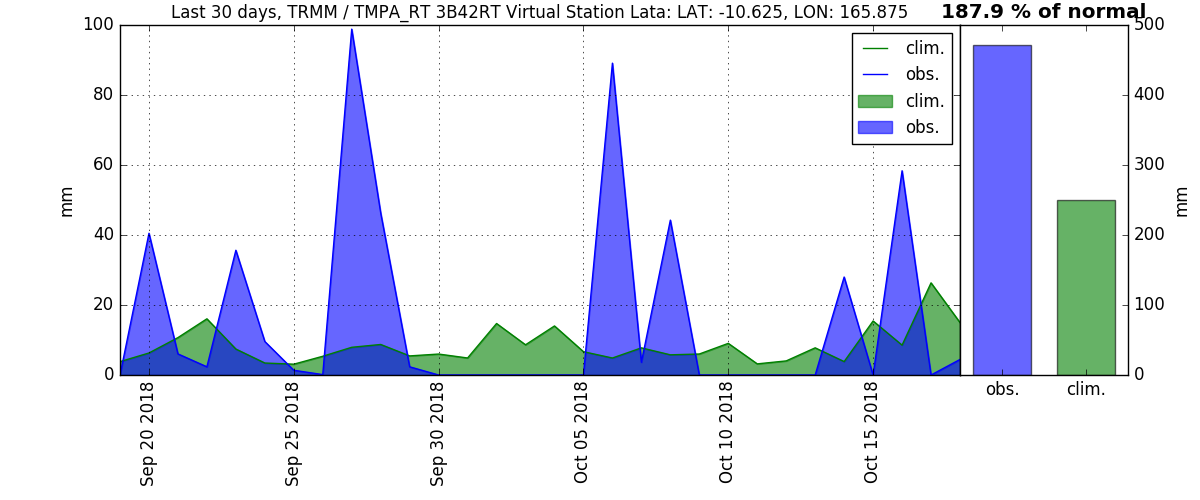 Last 30 days, TRMM / TMPA_RT 3B42RT Virtual Station Lata: LAT: -10.625, LON: 165.875
187.9 % of normal
100
80
60
40
20
0
mm
clim.
obs.
clim.
obs.
Sep 20 2018
Sep 25 2018
Sep 30 2018
Oct 05 2018
Oct 10 2018
Oct 15 2018
500
400
300
200
100
0
mm
obs.
clim.